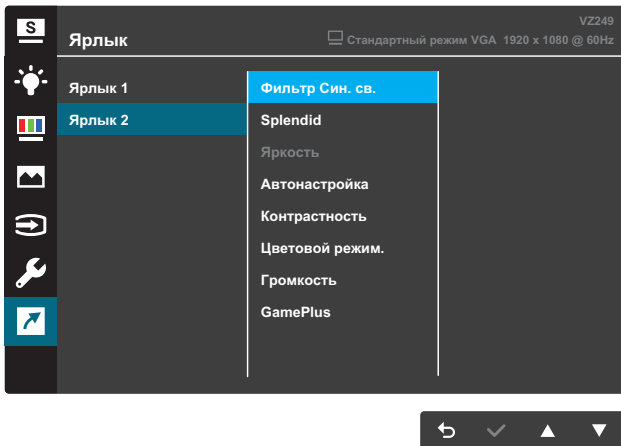 VZ249
S
Ярлык
Стандартный режим VGA 1920 x 1080 @ 60Hz
Ярлык 1
Ярлык 2
Фильтр Син. св.
Splendid
Яркость
Автонастройка
Контрастность
Цветовой режим.
Громкость
GamePlus